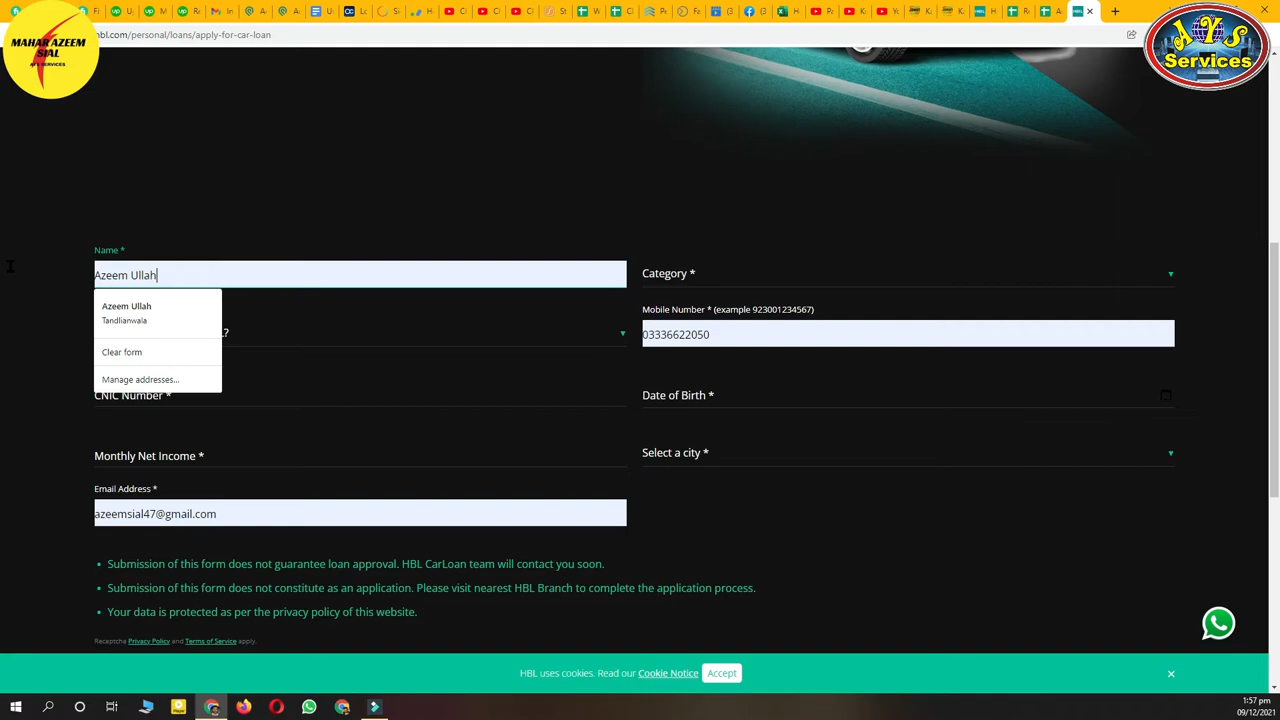 MAHAR AZEEM
SIAL
AYS SERVICES
AYS
Services
bl.com/personal/loans/apply-for-car-loan
Name *
Azeem Ullah
Category *
Azeem Ullah
Tandlianwala
.?
Mobile Number * (example 923001234567)
03336622050
Clear form
Manage addresses...
CNIC Number *
Date of Birth *
Monthly Net Income *
Select a city *
Email Address *
azeemsial47@gmail.com
• Submission of this form does not guarantee loan approval. HBL CarLoan team will contact you soon.
• Submission of this form does not constitute as an application. Please visit nearest HBL Branch to complete the application process.
• Your data is protected as per the privacy policy of this website.
Recaptcha Privacy Policy and Terms of Service apply.
HBL uses cookies. Read our Cookie Notice Accept
1:57 pm
09/12/2021